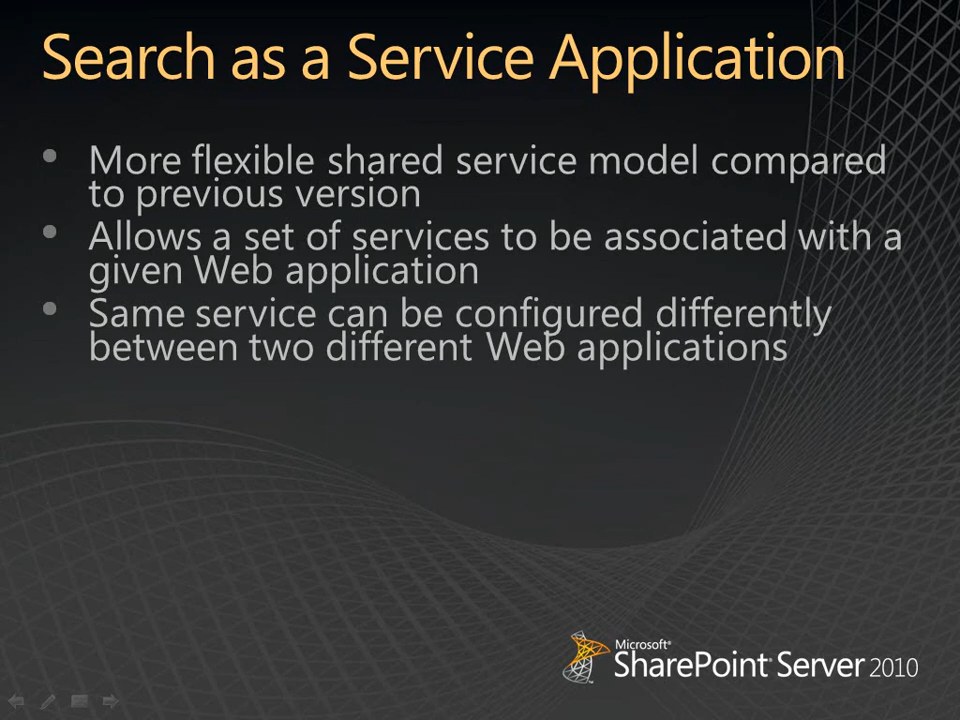 Search as a Service Application
• More flexible shared service model compared
to previous version
• Allows a set of services to be associated with a
given Web application
• Same service can be configured differently
between two different Web applications
Microsoft®
SharePoint® Server 2010